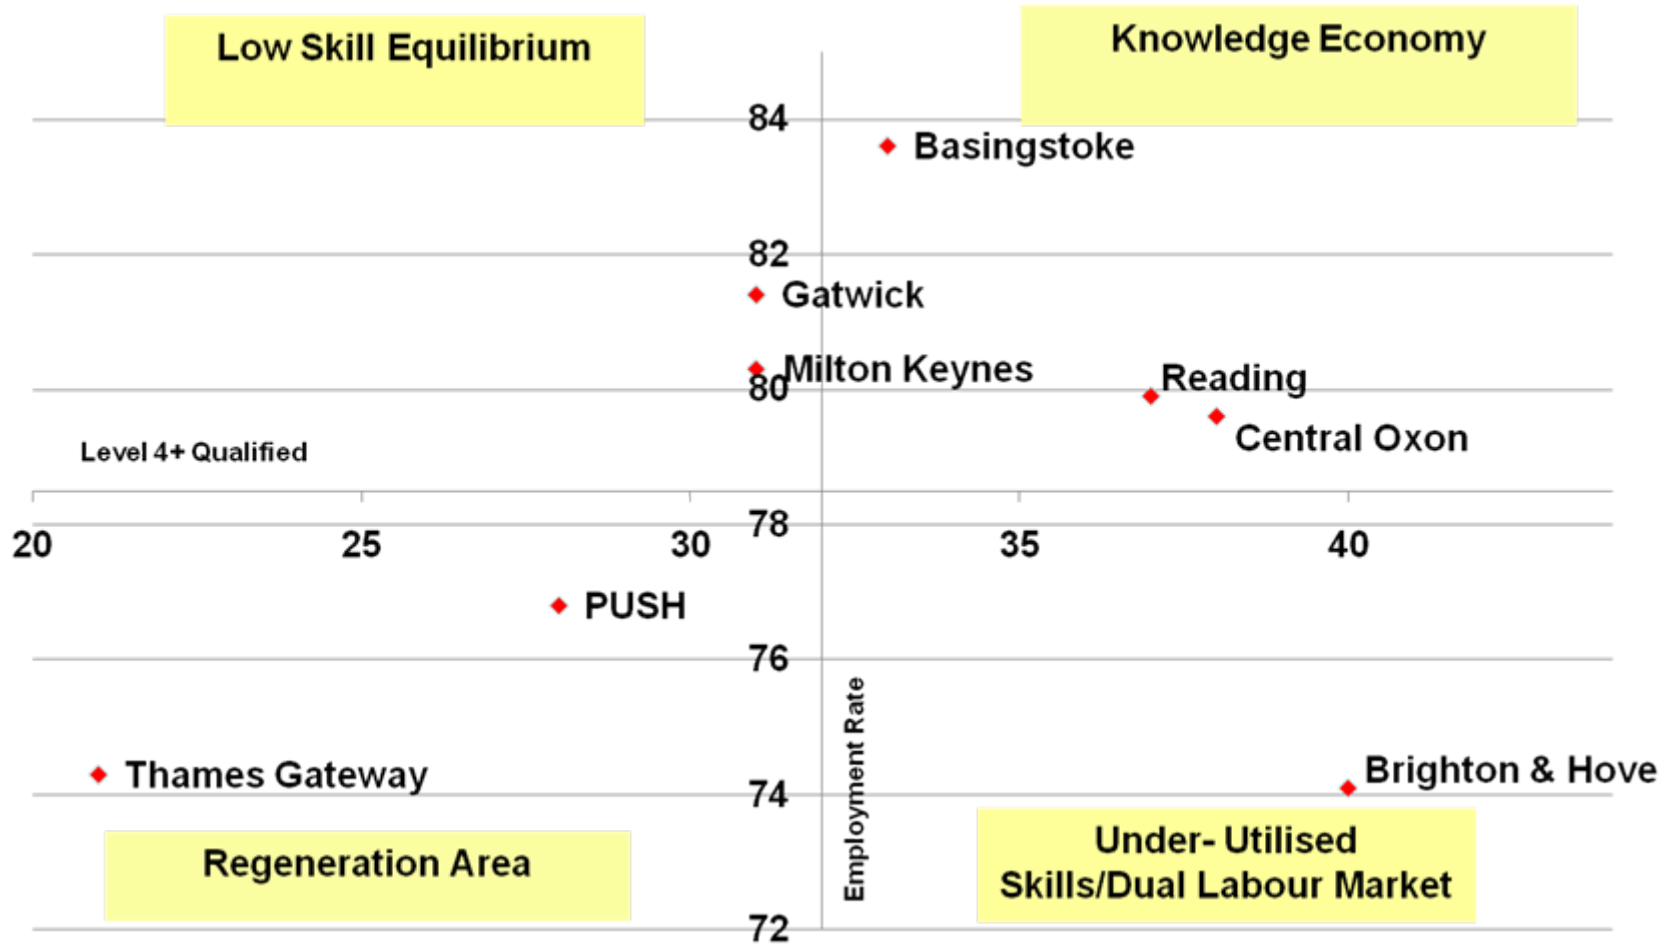 Low Skill Equilibrium
Knowledge Economy
84
Basingstoke
82
Gatwick
Milton Keynes
80
Reading
Central Oxon
Level 4+ Qualified
78
20
25
30
35
40
PUSH
76
Employment Rate
Thames Gateway
74
Brighton & Hove
Regeneration Area
Under- Utilised
Skills/Dual Labour Market
72